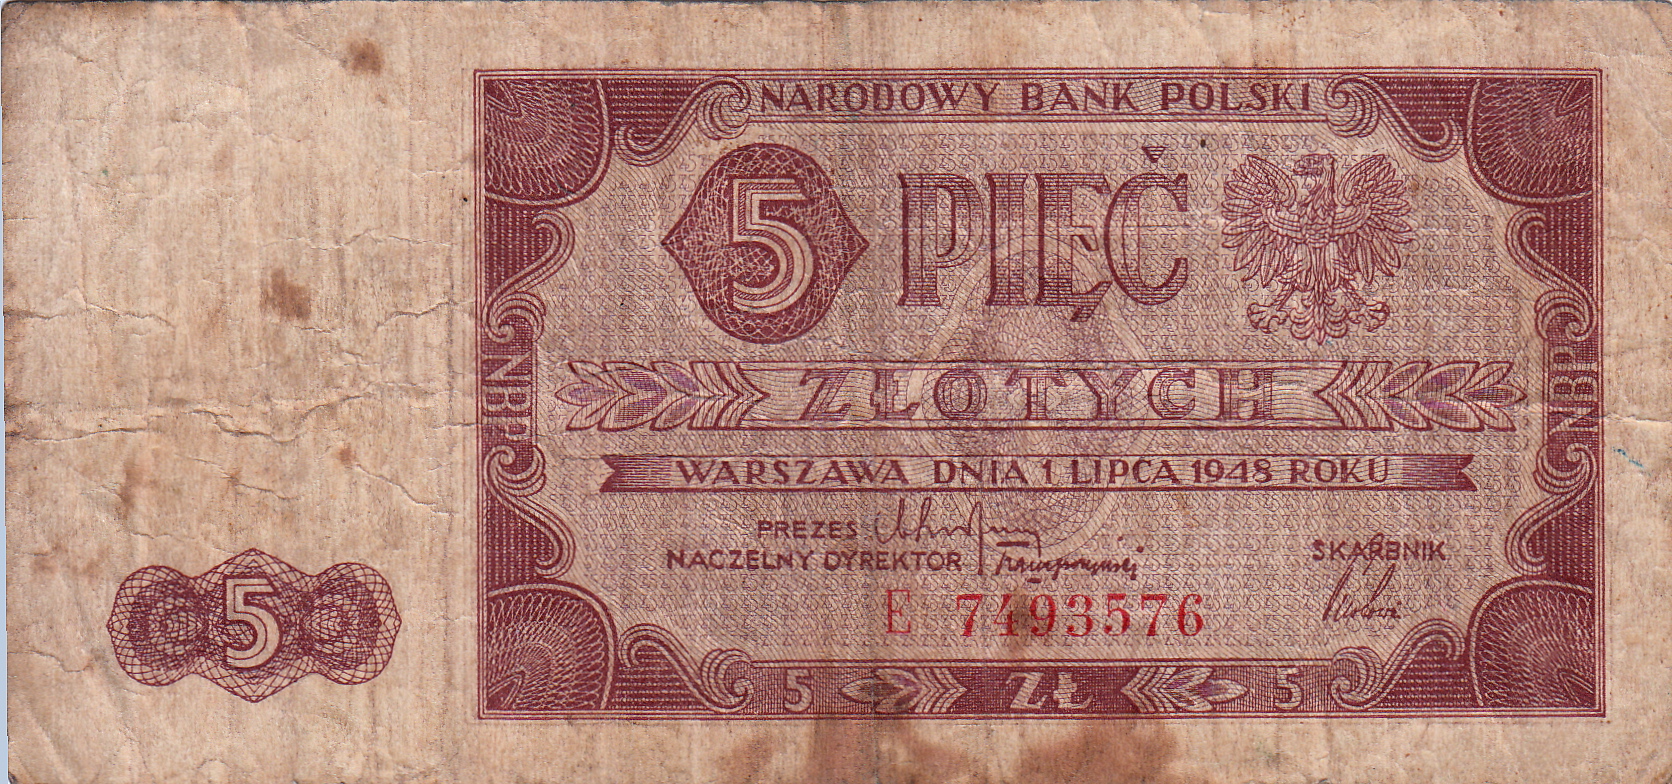 NARODOWY BANK POLSKI
5 PIĘĆ
ZŁOTYCH
NBP
NBP
WARSZAWA DNIA 1 LIPCA 1948 ROKU
PREZES
NACZELNY DYREKTOR
SKARBNIK
E 7493576
5
5 ZŁ 5